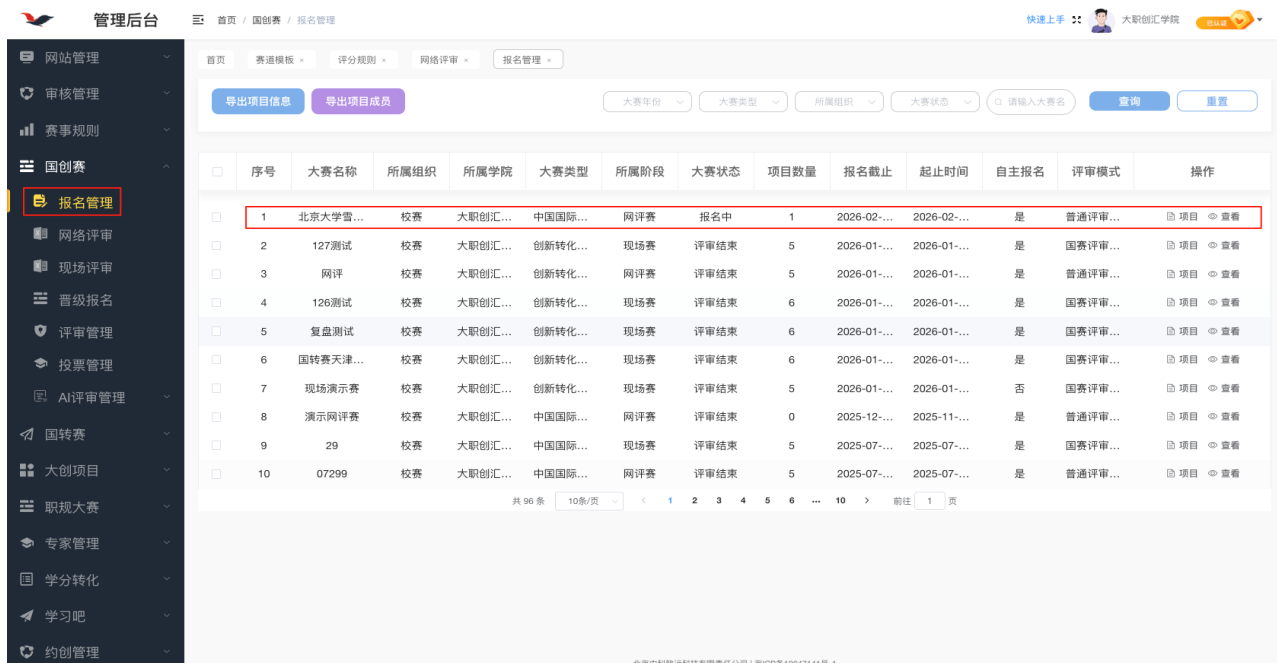 管理后台
首页 / 国创赛 / 报名管理
快速上手
大职创汇学院
已认证
网站管理
审核管理
赛事规则
国创赛
报名管理
网络评审
现场评审
晋级报名
评审管理
投票管理
AI评审管理
国转赛
大创项目
职规大赛
专家管理
学分转化
学习吧
约创管理
首页 赛道模板 × 评分规则 × 网络评审 × 报名管理 ×
导出项目信息 导出项目成员 大赛年份 大赛类型 所属组织 大赛状态 请输入大赛名 查询 重置
序号 大赛名称 所属组织 所属学院 大赛类型 所属阶段 大赛状态 项目数量 报名截止 起止时间 自主报名 评审模式 操作
1 北京大学雪... 校赛 大职创汇... 中国国际... 网评赛 报名中 1 2026-02-... 2026-02-... 是 普通评审... 项目 查看
2 127测试 校赛 大职创汇... 创新转化... 现场赛 评审结束 5 2026-01-... 2026-01-... 是 国赛评审... 项目 查看
3 网评 校赛 大职创汇... 创新转化... 网评赛 评审结束 5 2026-01-... 2026-01-... 是 普通评审... 项目 查看
4 126测试 校赛 大职创汇... 创新转化... 现场赛 评审结束 6 2026-01-... 2026-01-... 是 国赛评审... 项目 查看
5 复盘测试 校赛 大职创汇... 创新转化... 现场赛 评审结束 6 2026-01-... 2026-01-... 是 国赛评审... 项目 查看
6 国转赛天津... 校赛 大职创汇... 创新转化... 现场赛 评审结束 6 2026-01-... 2026-01-... 是 国赛评审... 项目 查看
7 现场演示赛 校赛 大职创汇... 创新转化... 现场赛 评审结束 5 2026-01-... 2026-01-... 否 国赛评审... 项目 查看
8 演示网评赛 校赛 大职创汇... 中国国际... 网评赛 评审结束 0 2025-12-... 2025-11-... 是 普通评审... 项目 查看
9 29 校赛 大职创汇... 中国国际... 现场赛 评审结束 5 2025-07-... 2025-07-... 是 国赛评审... 项目 查看
10 07299 校赛 大职创汇... 中国国际... 网评赛 评审结束 5 2025-07-... 2025-07-... 是 普通评审... 项目 查看
共 96 条 10条/页 < 1 2 3 4 5 6 ... 10 > 前往 1 页